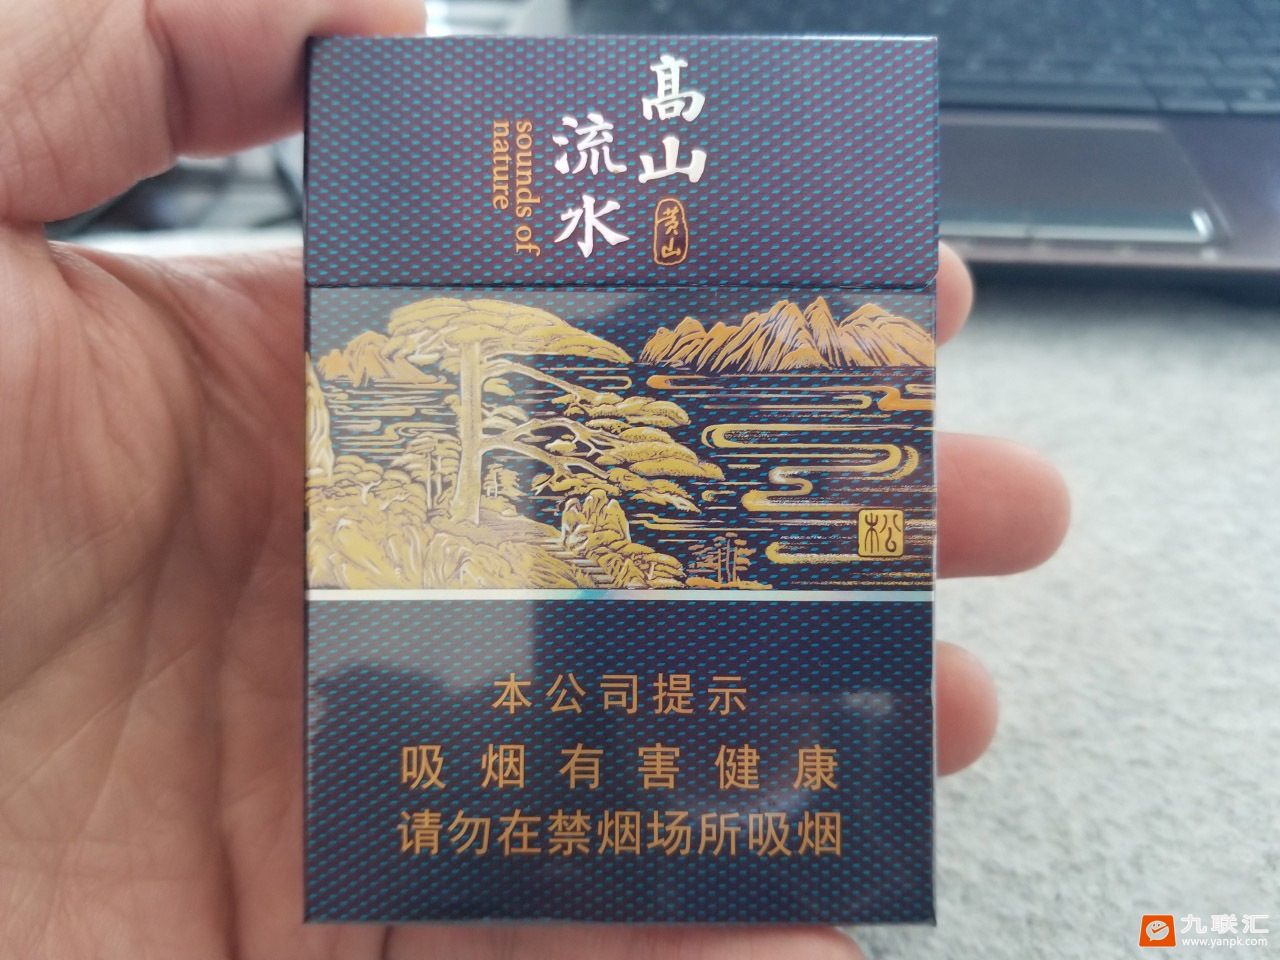 高山
流水
黄山
sounds of
nature
松
本公司提示
吸烟有害健康
请勿在禁烟场所吸烟
九联汇
www.yanpk.com